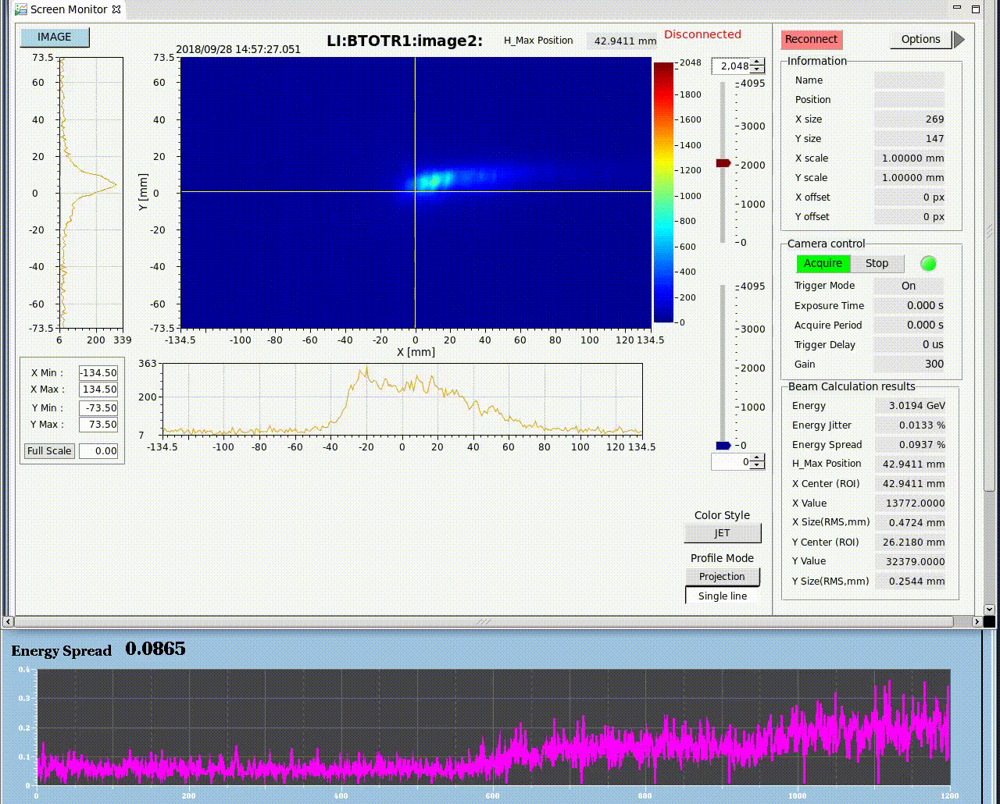 Screen Monitor
IMAGE
LI:BTOTR1:image2:
H_Max Position
42.9411 mm
Disconnected
Reconnect
Options
2018/09/28 14:57:27.051
73.5
60
40
20
0
-20
-40
-60
-73.5
6 200 339
Y [mm]
73.5
60
40
20
0
-20
-40
-60
-73.5
-134.5 -100 -80 -60 -40 -20 0 20 40 60 80 100 120 134.5
X [mm]
2048
1800
1600
1400
1200
1000
800
600
400
200
0
2,048
4095
3000
2000
1000
0
4095
3000
2000
1000
0
0
X Min : -134.50
X Max : 134.50
Y Min : -73.50
Y Max : 73.50
Full Scale 0.00
363
200
7
-134.5 -100 -80 -60 -40 -20 0 20 40 60 80 100 120 134.5
Color Style
JET
Profile Mode
Projection
Single line
Information
Name
Position
X size 269
Y size 147
X scale 1.00000 mm
Y scale 1.00000 mm
X offset 0 px
Y offset 0 px
Camera control
Acquire Stop
Trigger Mode On
Exposure Time 0.000 s
Acquire Period 0.000 s
Trigger Delay 0 us
Gain 300
Beam Calculation results
Energy 3.0194 GeV
Energy Jitter 0.0133 %
Energy Spread 0.0937 %
H_Max Position 42.9411 mm
X Center (ROI) 42.9411 mm
X Value 13772.0000
X Size(RMS,mm) 0.4724 mm
Y Center (ROI) 26.2180 mm
Y Value 32379.0000
Y Size(RMS,mm) 0.2544 mm
Energy Spread 0.0865
0.4
0.3
0.2
0.1
0
0 200 400 600 800 1000 1200